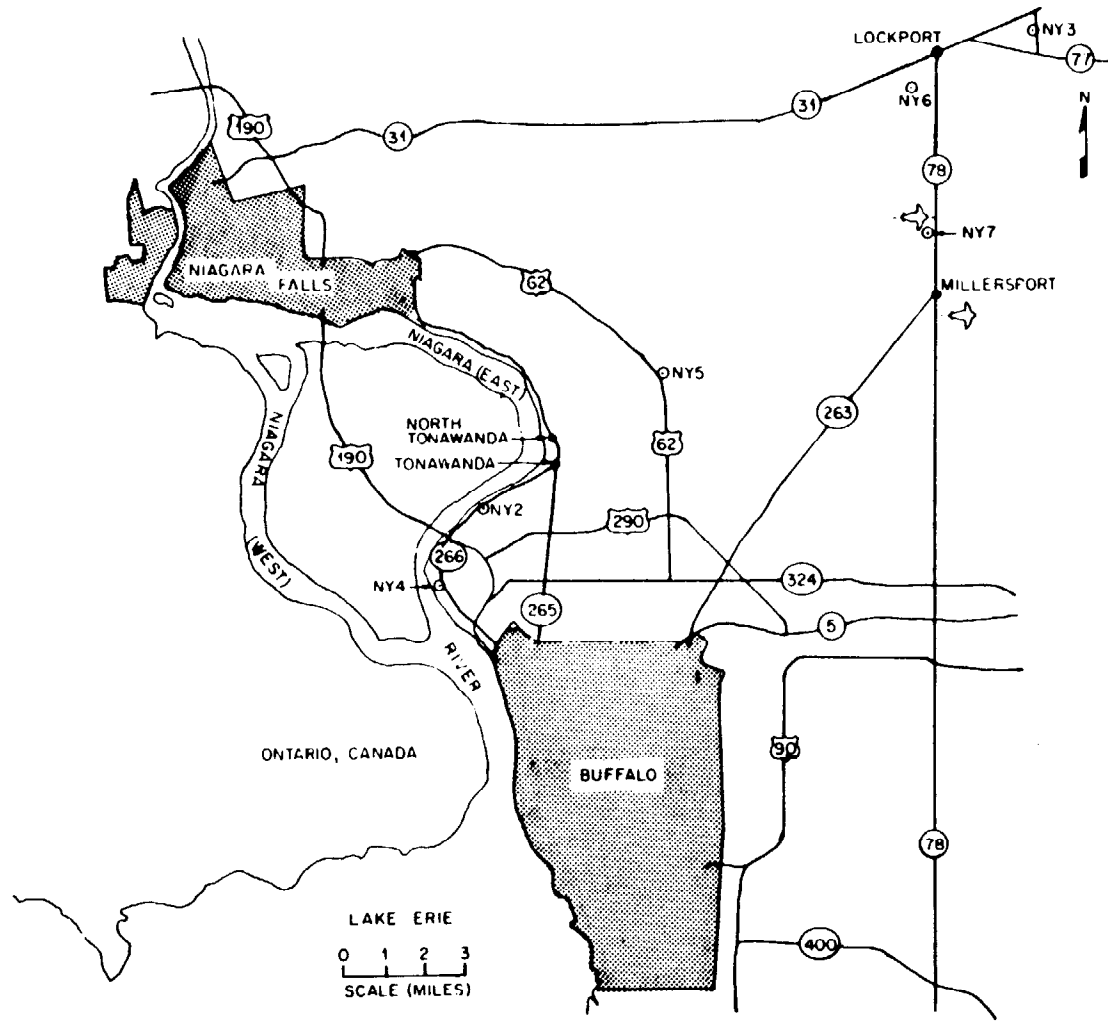 LOCKPORT
NY3
77
NY6
N
190
31
31
78
NY7
NIAGARA
FALLS
62
MILLERSPORT
NIAGARA (EAST)
NY5
263
NORTH
TONAWANDA
62
NIAGARA
(WEST)
190
TONAWANDA
NY2
290
266
324
NY4
265
5
RIVER
ONTARIO, CANADA
BUFFALO
90
78
LAKE ERIE
0 1 2 3
SCALE (MILES)
400